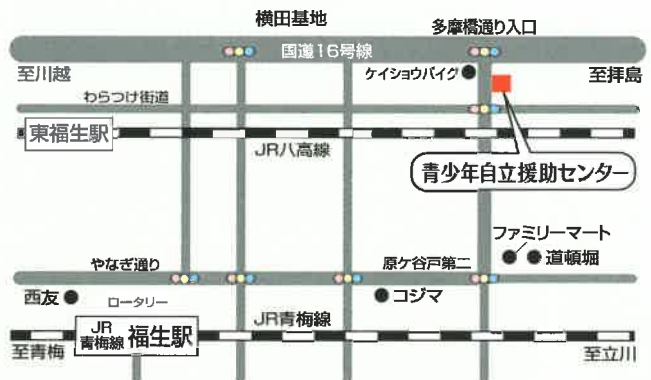 横田基地
多摩橋通り入口
国道16号線
至川越
ケイショウバイク
至拝島
わらつけ街道
東福生駅
JR八高線
青少年自立援助センター
ファミリーマート
やなぎ通り
原ケ谷戸第二
道頓堀
西友
ロータリー
コジマ
JR青梅線
JR
青梅線 福生駅
至青梅
至立川